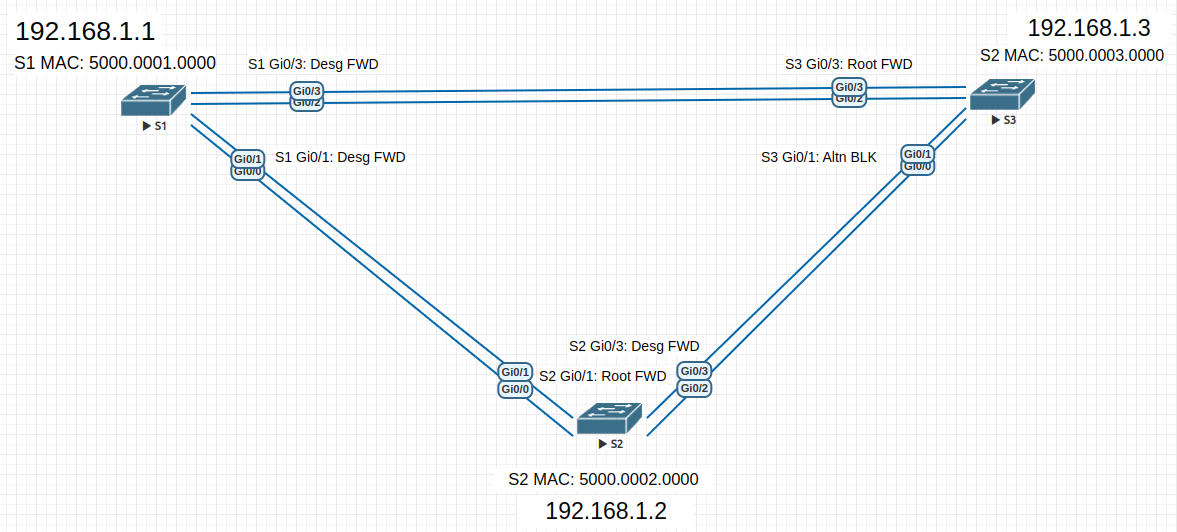 192.168.1.1
S1 MAC: 5000.0001.0000
192.168.1.3
S2 MAC: 5000.0003.0000
S1 Gi0/3: Desg FWD
S3 Gi0/3: Root FWD
Gi0/3
Gi0/2
Gi0/3
Gi0/2
S1
S3
Gi0/1
Gi0/0
S1 Gi0/1: Desg FWD
S3 Gi0/1: Altn BLK
Gi0/1
Gi0/0
S2 Gi0/3: Desg FWD
Gi0/1
Gi0/0
S2 Gi0/1: Root FWD
Gi0/3
Gi0/2
S2
S2 MAC: 5000.0002.0000
192.168.1.2